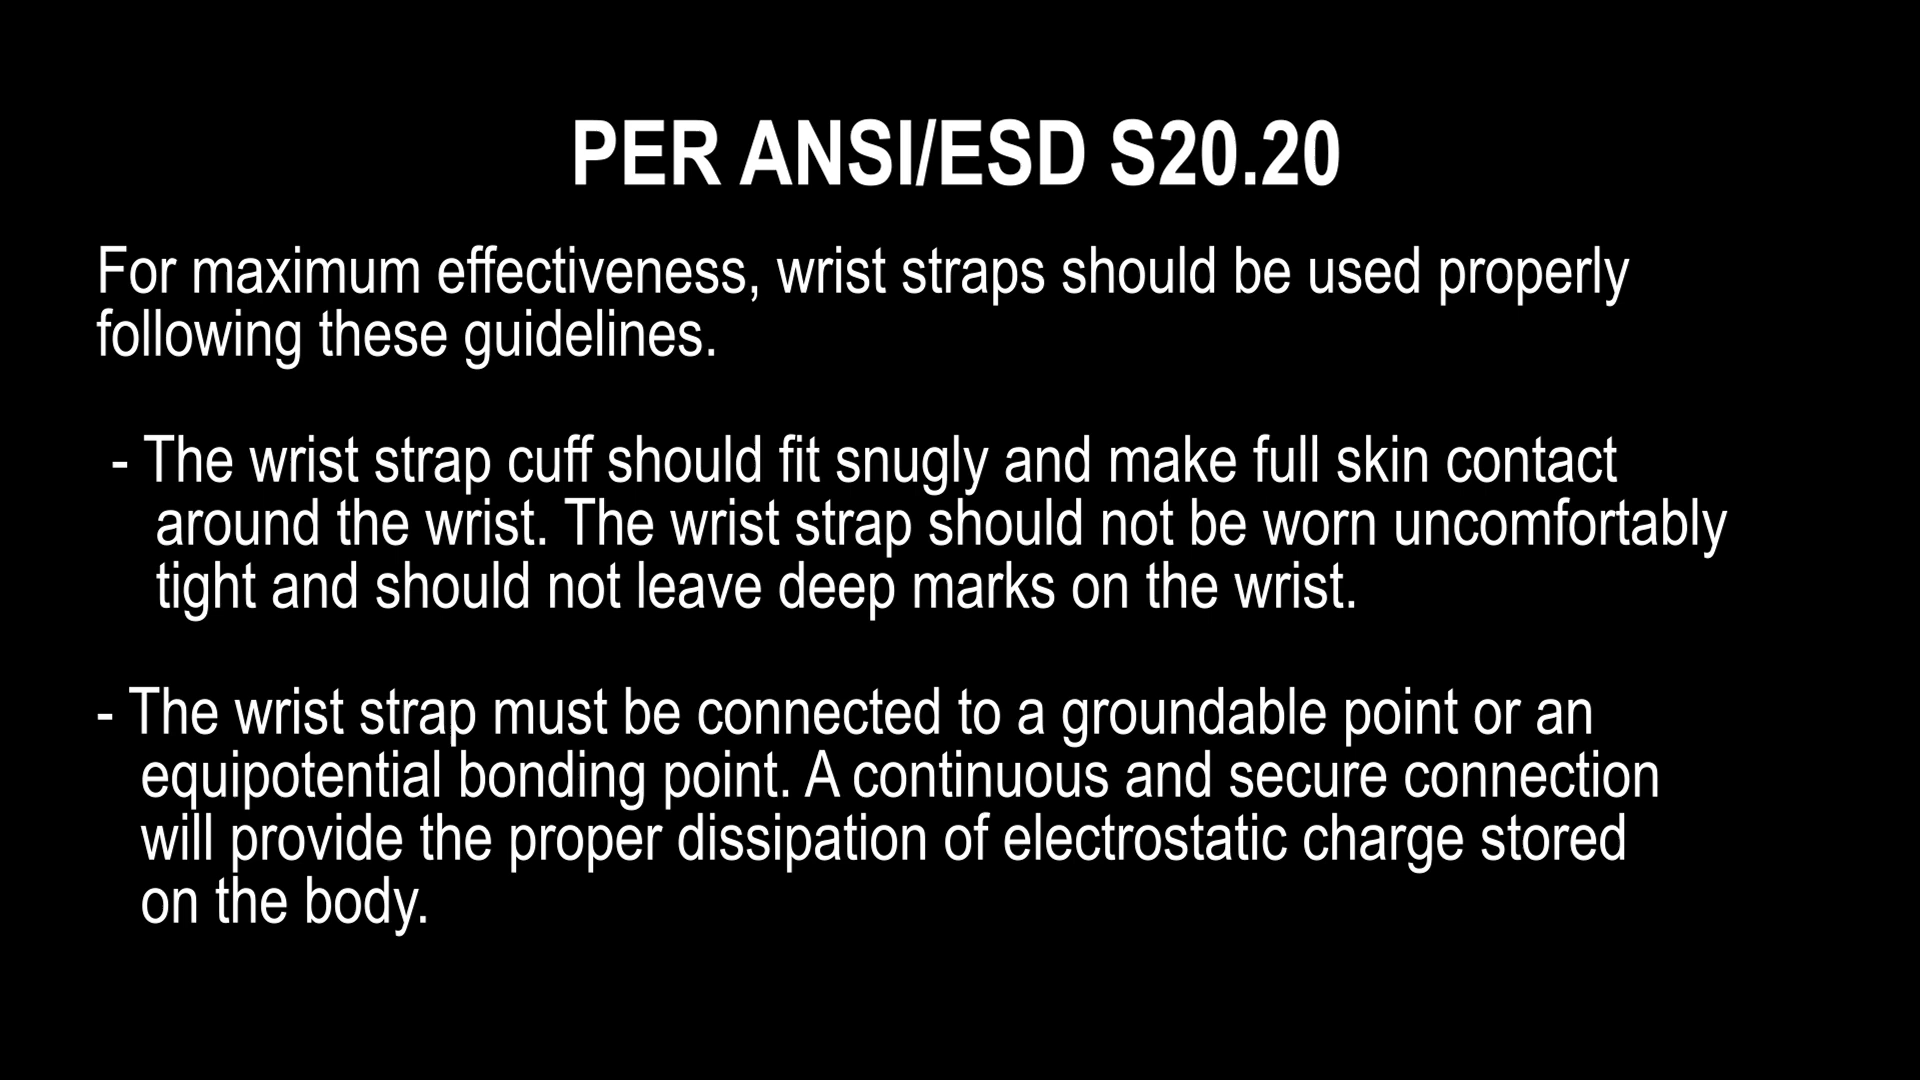 PER ANSI/ESD S20.20
For maximum effectiveness, wrist straps should be used properly
following these guidelines.
- The wrist strap cuff should fit snugly and make full skin contact
around the wrist. The wrist strap should not be worn uncomfortably
tight and should not leave deep marks on the wrist.
- The wrist strap must be connected to a groundable point or an
equipotential bonding point. A continuous and secure connection
will provide the proper dissipation of electrostatic charge stored
on the body.